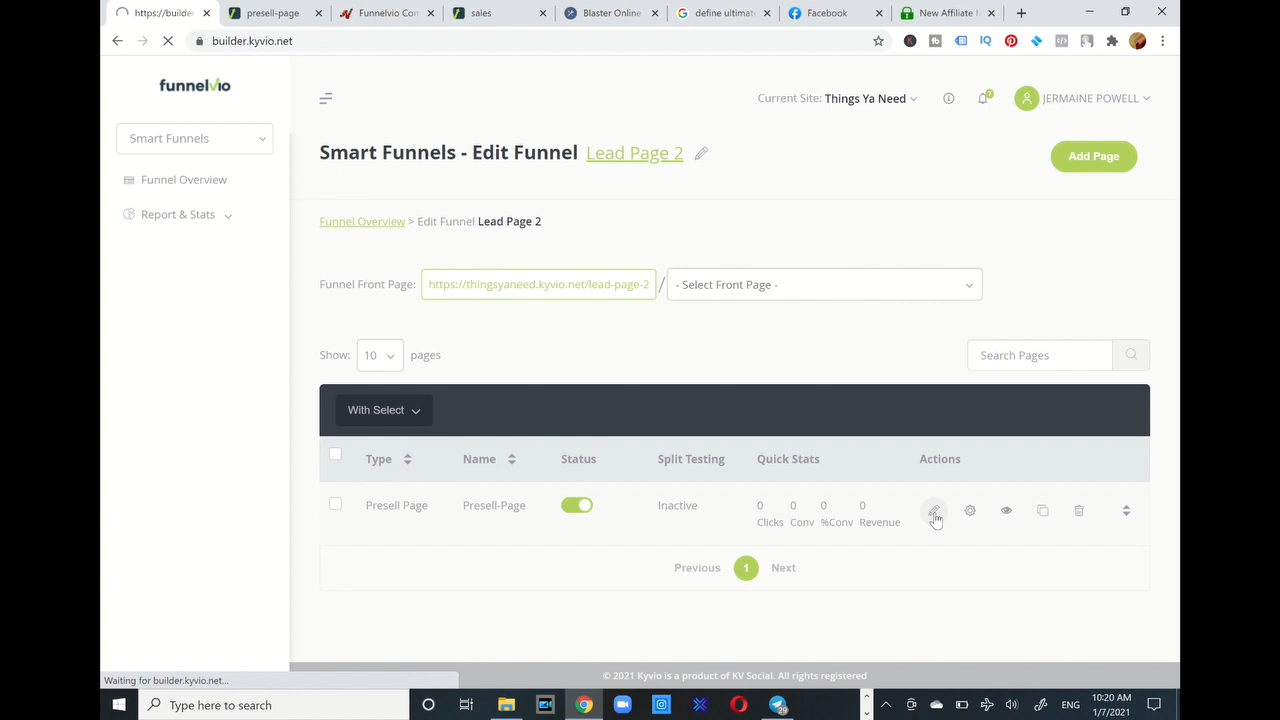 https://builder
presell-page
Funnelvio Con
sales
Blaster Online
define ultimat
Facebook
New Affiliate M
builder.kyvio.net
funnelvio
Current Site: Things Ya Need
7
JERMAINE POWELL
Smart Funnels
Smart Funnels - Edit Funnel Lead Page 2
Add Page
Funnel Overview
Report & Stats
Funnel Overview > Edit Funnel Lead Page 2
Funnel Front Page: https://thingsyaneed.kyvio.net/lead-page-2 / - Select Front Page -
Show: 10 pages
Search Pages
With Select
Type Name Status Split Testing Quick Stats Actions
Presell Page Presell-Page Inactive 0 0 0 0
Clicks Conv %Conv Revenue
Previous 1 Next
© 2021 Kyvio is a product of KV Social. All rights registered
Waiting for builder.kyvio.net...
Type here to search
10:20 AM
1/7/2021